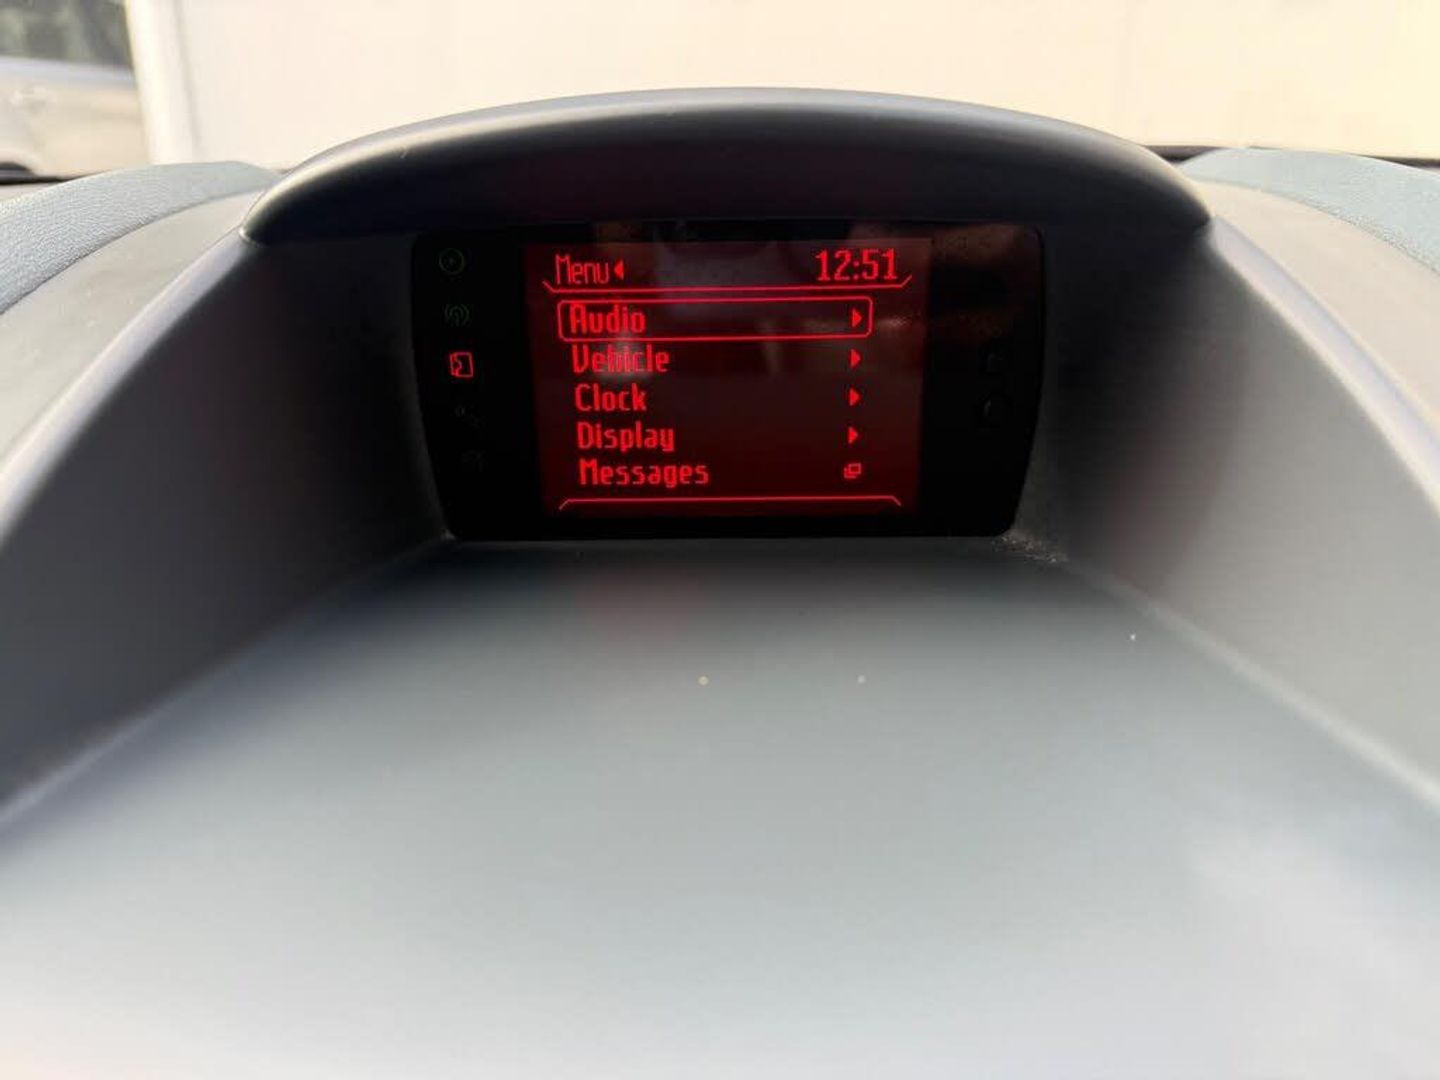 Menu 12:51
Audio
Vehicle
Clock
Display
Messages